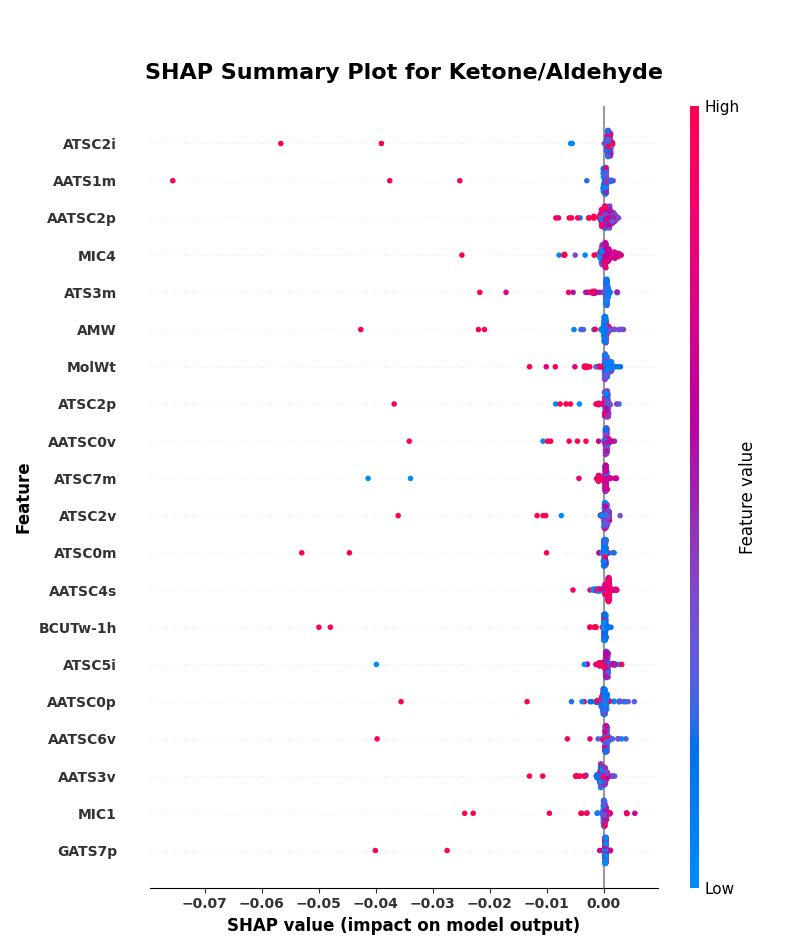 SHAP Summary Plot for Ketone/Aldehyde
High
ATSC2i
AATS1m
AATSC2p
MIC4
ATS3m
AMW
MolWt
ATSC2p
AATSC0v
ATSC7m
ATSC2v
ATSC0m
AATSC4s
BCUTw-1h
ATSC5i
AATSC0p
AATSC6v
AATS3v
MIC1
GATS7p
Feature
Feature value
Low
−0.07 −0.06 −0.05 −0.04 −0.03 −0.02 −0.01 0.00
SHAP value (impact on model output)